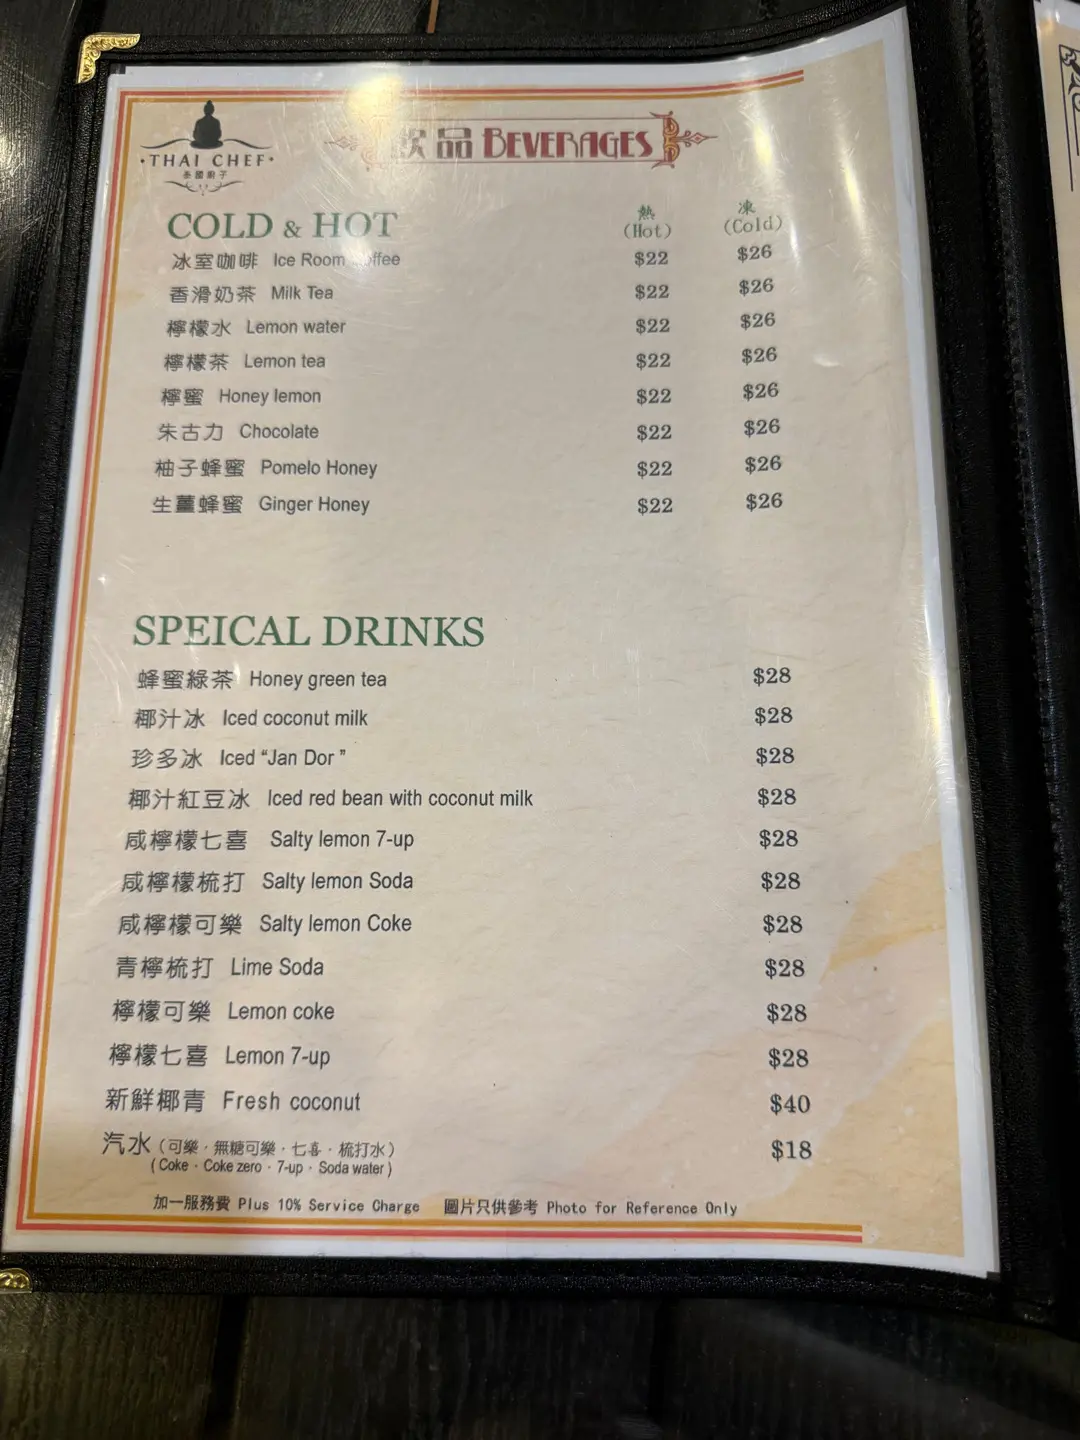 THAI CHEF
泰國廚子
飲品 BEVERAGES
COLD & HOT 熱 (Hot) 凍 (Cold)
冰室咖啡 Ice Room Coffee $22 $26
香滑奶茶 Milk Tea $22 $26
檸檬水 Lemon water $22 $26
檸檬茶 Lemon tea $22 $26
檸蜜 Honey lemon $22 $26
朱古力 Chocolate $22 $26
柚子蜂蜜 Pomelo Honey $22 $26
生薑蜂蜜 Ginger Honey $22 $26
SPEICAL DRINKS
蜂蜜綠茶 Honey green tea $28
椰汁冰 Iced coconut milk $28
珍多冰 Iced “Jan Dor ” $28
椰汁紅豆冰 Iced red bean with coconut milk $28
咸檸檬七喜 Salty lemon 7-up $28
咸檸檬梳打 Salty lemon Soda $28
咸檸檬可樂 Salty lemon Coke $28
青檸梳打 Lime Soda $28
檸檬可樂 Lemon coke $28
檸檬七喜 Lemon 7-up $28
新鮮椰青 Fresh coconut $40
汽水（可樂．無糖可樂．七喜．梳打水） $18
( Coke · Coke zero · 7-up · Soda water )
加一服務費 Plus 10% Service Charge 圖片只供參考 Photo for Reference Only